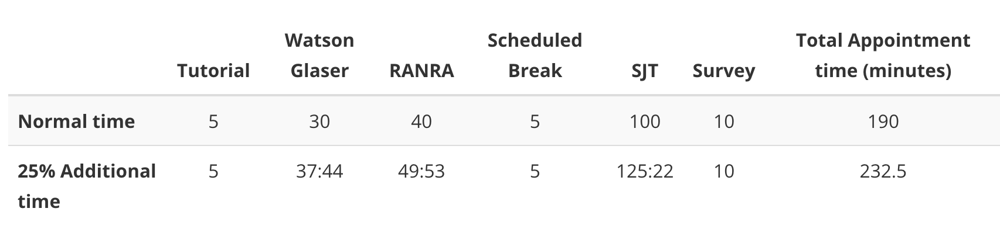 Tutorial Watson Glaser RANRA Scheduled Break SJT Survey Total Appointment time (minutes)
Normal time 5 30 40 5 100 10 190
25% Additional time 5 37:44 49:53 5 125:22 10 232.5